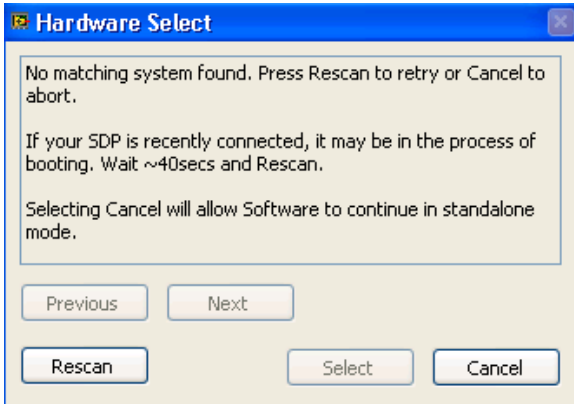 Hardware Select
No matching system found. Press Rescan to retry or Cancel to
abort.
If your SDP is recently connected, it may be in the process of
booting. Wait ~40secs and Rescan.
Selecting Cancel will allow Software to continue in standalone
mode.
Previous Next
Rescan Select Cancel